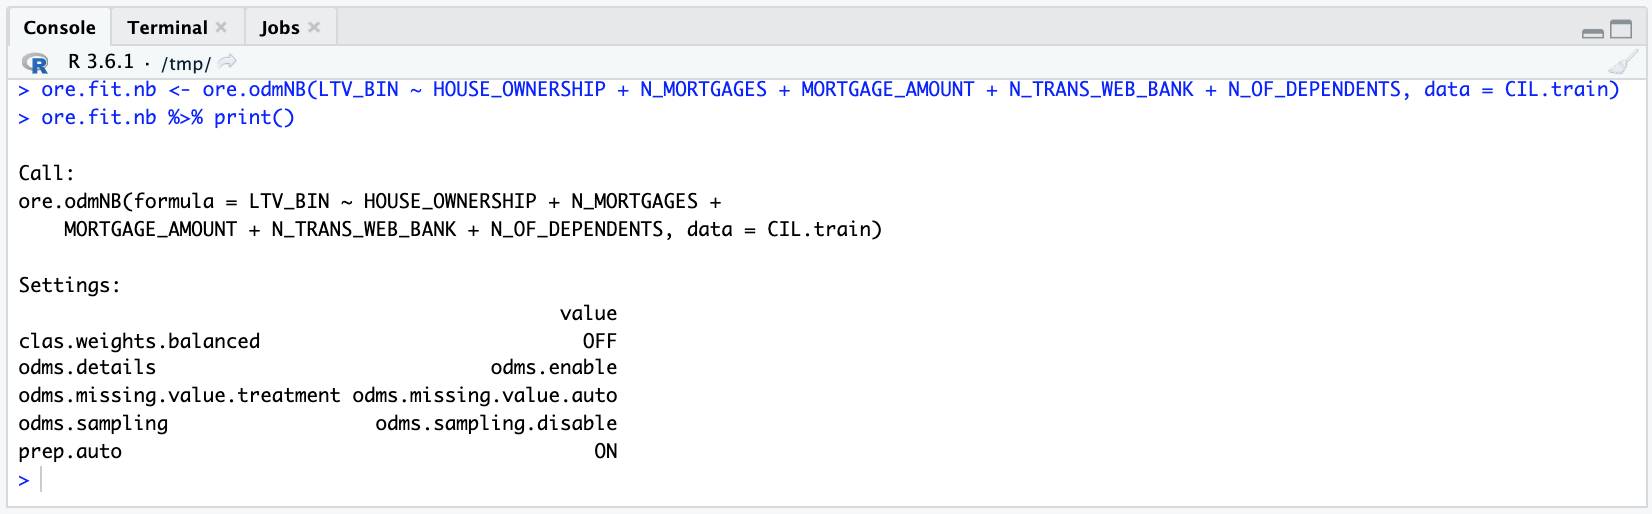 Console Terminal × Jobs ×
R R 3.6.1 · /tmp/
> ore.fit.nb <- ore.odmNB(LTV_BIN ~ HOUSE_OWNERSHIP + N_MORTGAGES + MORTGAGE_AMOUNT + N_TRANS_WEB_BANK + N_OF_DEPENDENTS, data = CIL.train)
> ore.fit.nb %>% print()
Call:
ore.odmNB(formula = LTV_BIN ~ HOUSE_OWNERSHIP + N_MORTGAGES +
    MORTGAGE_AMOUNT + N_TRANS_WEB_BANK + N_OF_DEPENDENTS, data = CIL.train)
Settings:
                                               value
clas.weights.balanced                            OFF
odms.details                             odms.enable
odms.missing.value.treatment odms.missing.value.auto
odms.sampling                  odms.sampling.disable
prep.auto                                         ON
>